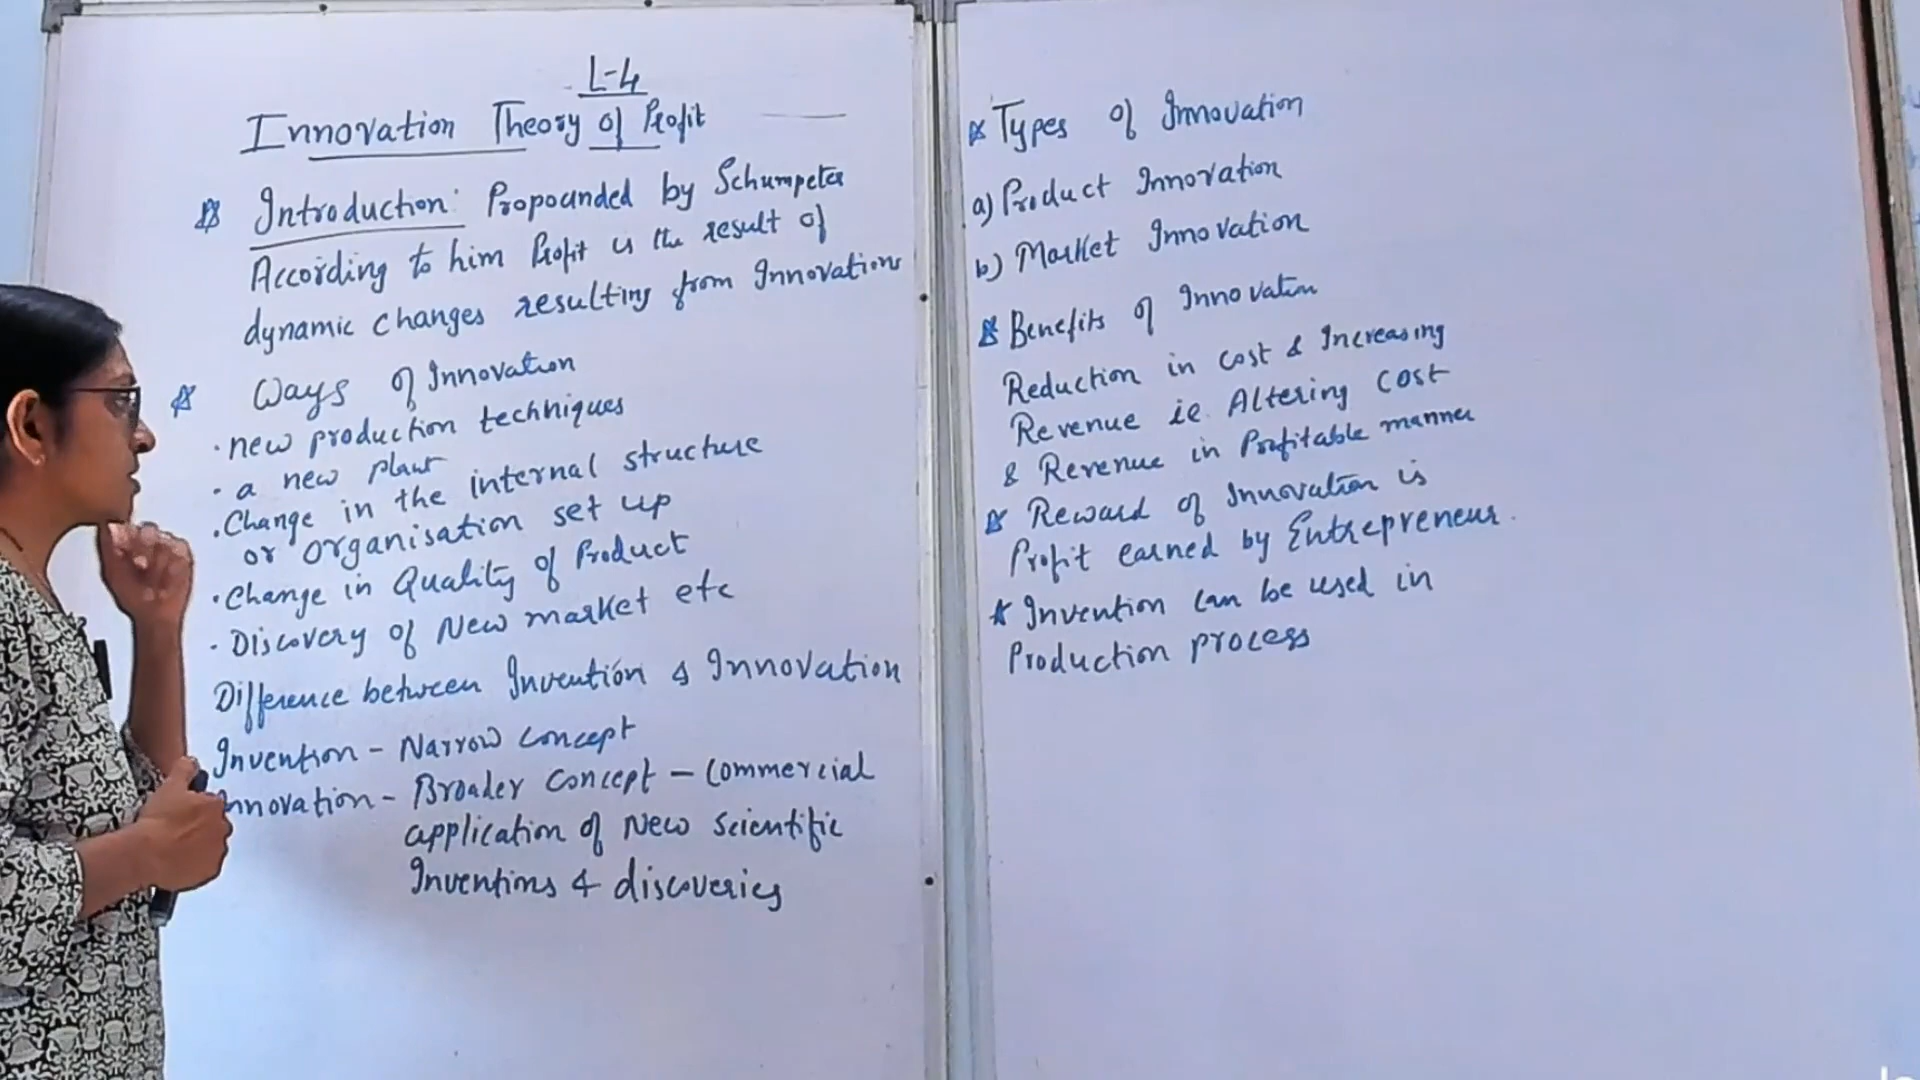 L-4
Innovation Theory of Profit
Introduction: Propounded by Schumpeter
According to him Profit is the result of
dynamic changes resulting from Innovations
Ways of Innovation
· new production techniques
· a new plant
· Change in the internal structure
or organisation set up
· Change in Quality of Product
· Discovery of New market etc
Difference between Invention & Innovation
Invention - Narrow concept
Innovation - Broader Concept - Commercial
application of New Scientific
Inventions & discoveries
Types of Innovation
a) Product Innovation
b) Market Innovation
Benefits of Innovation
Reduction in cost & Increasing
Revenue ie. Altering cost
& Revenue in Profitable manner
Reward of Innovation is
Profit earned by Entrepreneur.
Invention can be used in
Production process